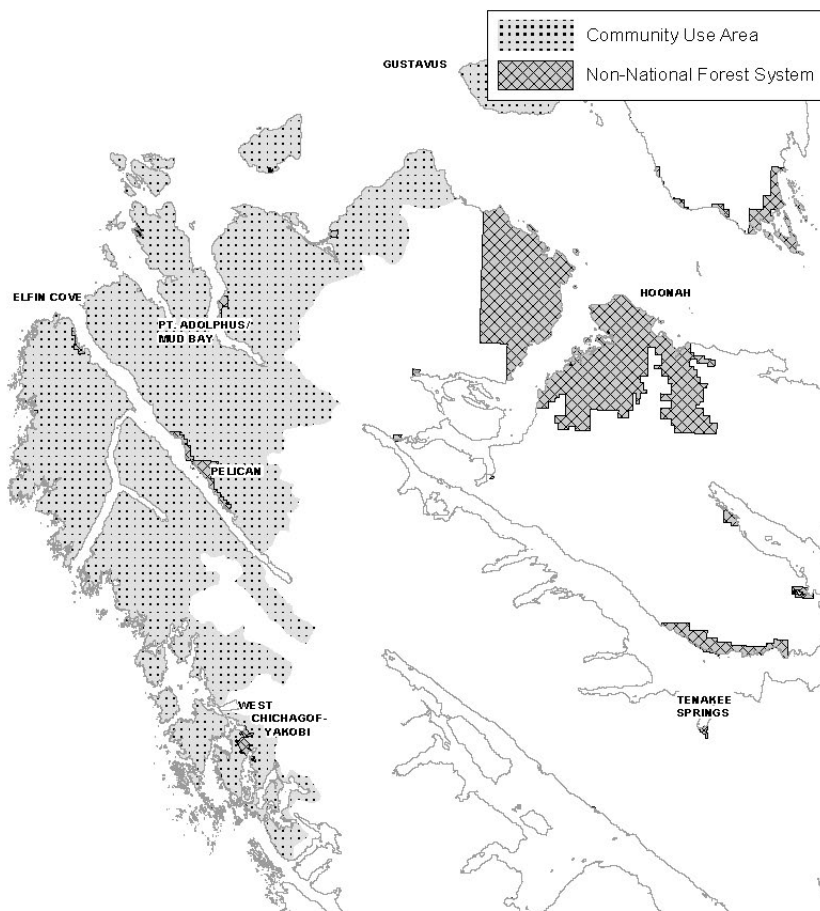 Community Use Area
Non-National Forest System
GUSTAVUS
HOONAH
ELFIN COVE
PT. ADOLPHUS/
MUD BAY
PELICAN
WEST
CHICHAGOF-
YAKOBI
TENAKEE
SPRINGS